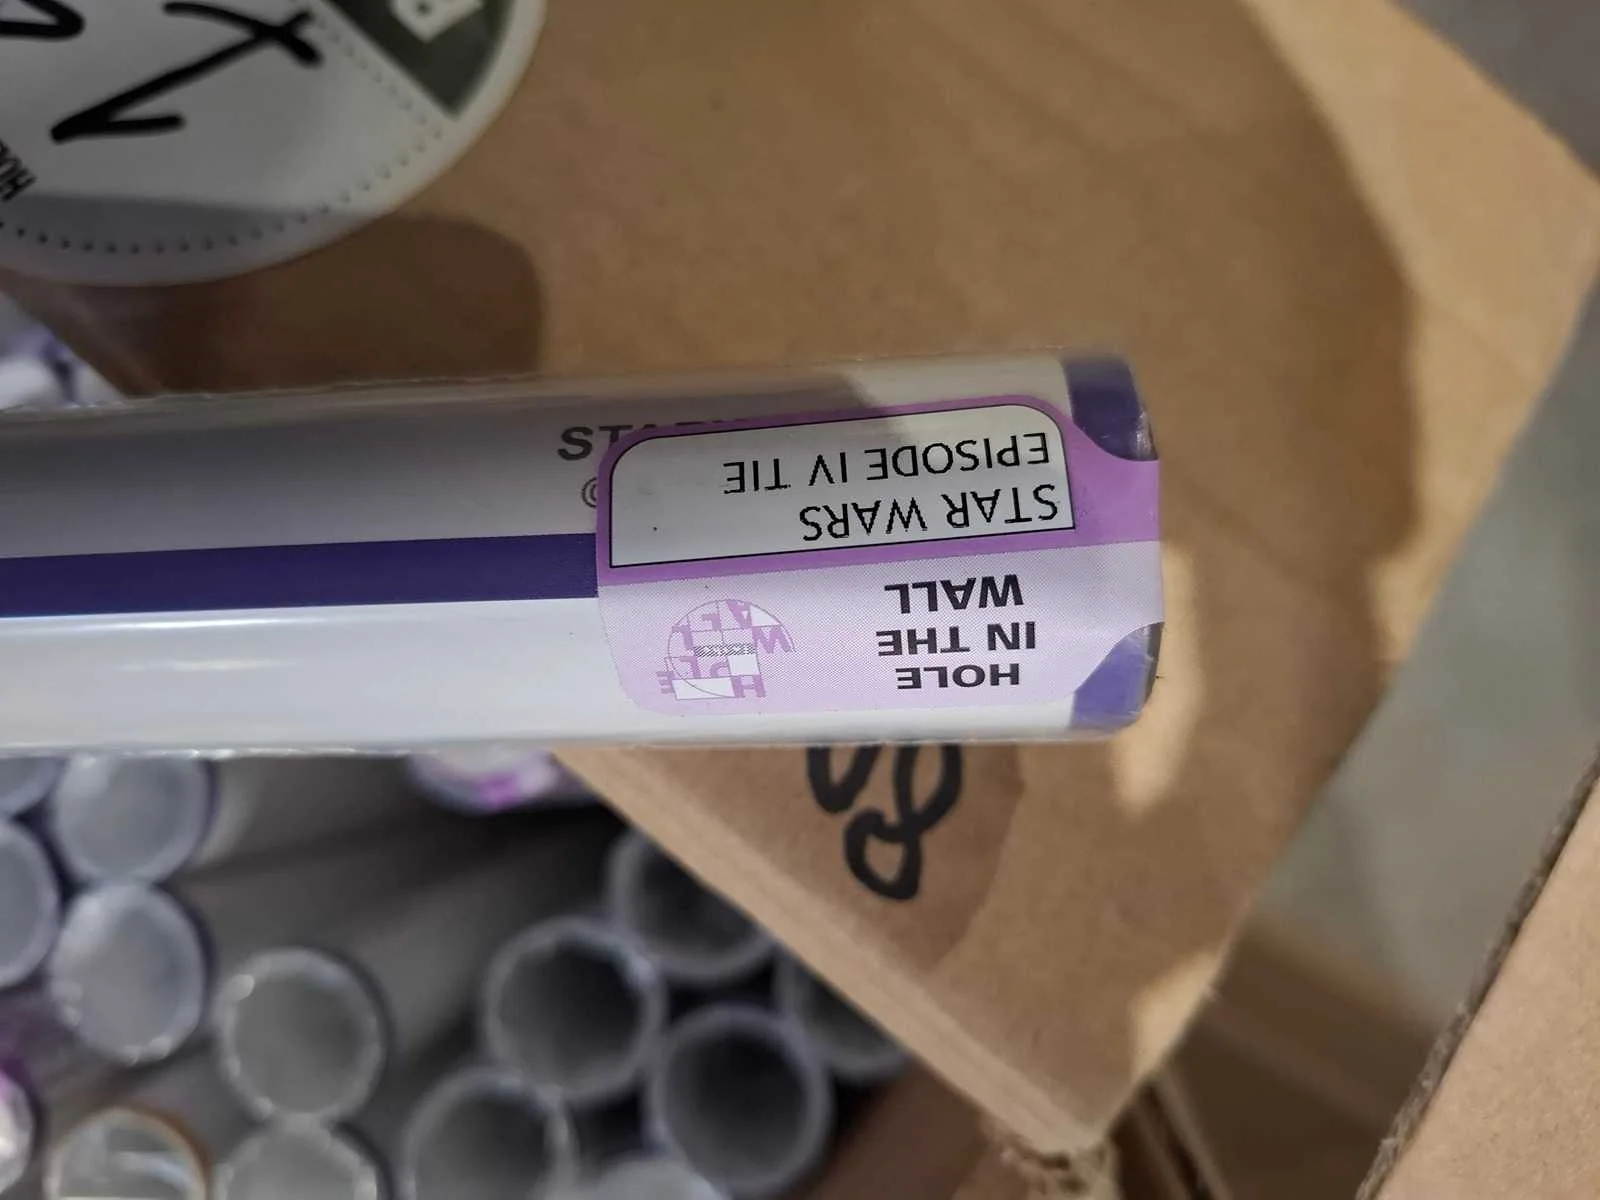 HOLE
IN THE
WALL
STAR WARS
EPISODE IV TIE